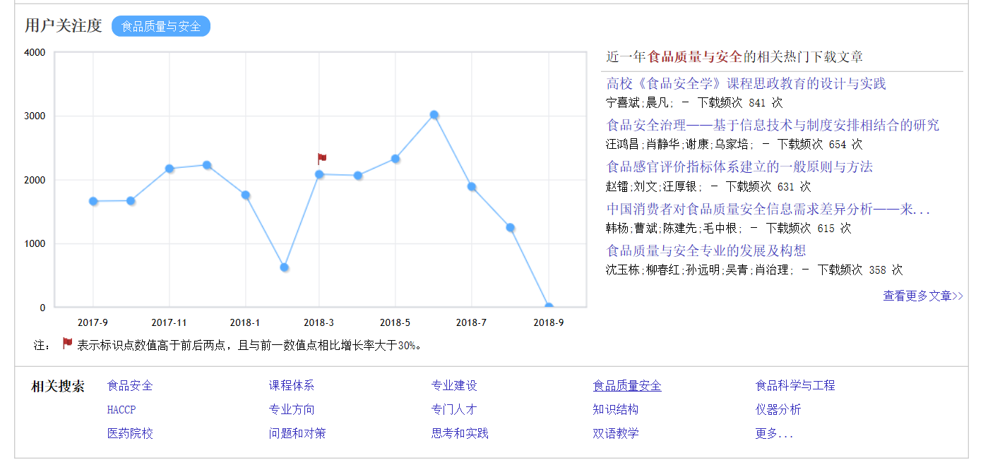 用户关注度 食品质量与安全
4000
3000
2000
1000
0
2017-9 2017-11 2018-1 2018-3 2018-5 2018-7 2018-9
注: 表示标识点数值高于前后两点，且与前一数值点相比增长率大于30%。
近一年食品质量与安全的相关热门下载文章
高校《食品安全学》课程思政教育的设计与实践
宁喜斌;晨凡; — 下载频次 841 次
食品安全治理——基于信息技术与制度安排相结合的研究
汪鸿昌;肖静华;谢康;乌家培; — 下载频次 654 次
食品感官评价指标体系建立的一般原则与方法
赵镭;刘文;汪厚银; — 下载频次 631 次
中国消费者对食品质量安全信息需求差异分析——来...
韩杨;曹斌;陈建先;毛中根; — 下载频次 615 次
食品质量与安全专业的发展及构想
沈玉栋;柳春红;孙远明;吴青;肖治理; — 下载频次 358 次
查看更多文章>>
相关搜索 食品安全 课程体系 专业建设 食品质量安全 食品科学与工程
HACCP 专业方向 专门人才 知识结构 仪器分析
医药院校 问题和对策 思考和实践 双语教学 更多...